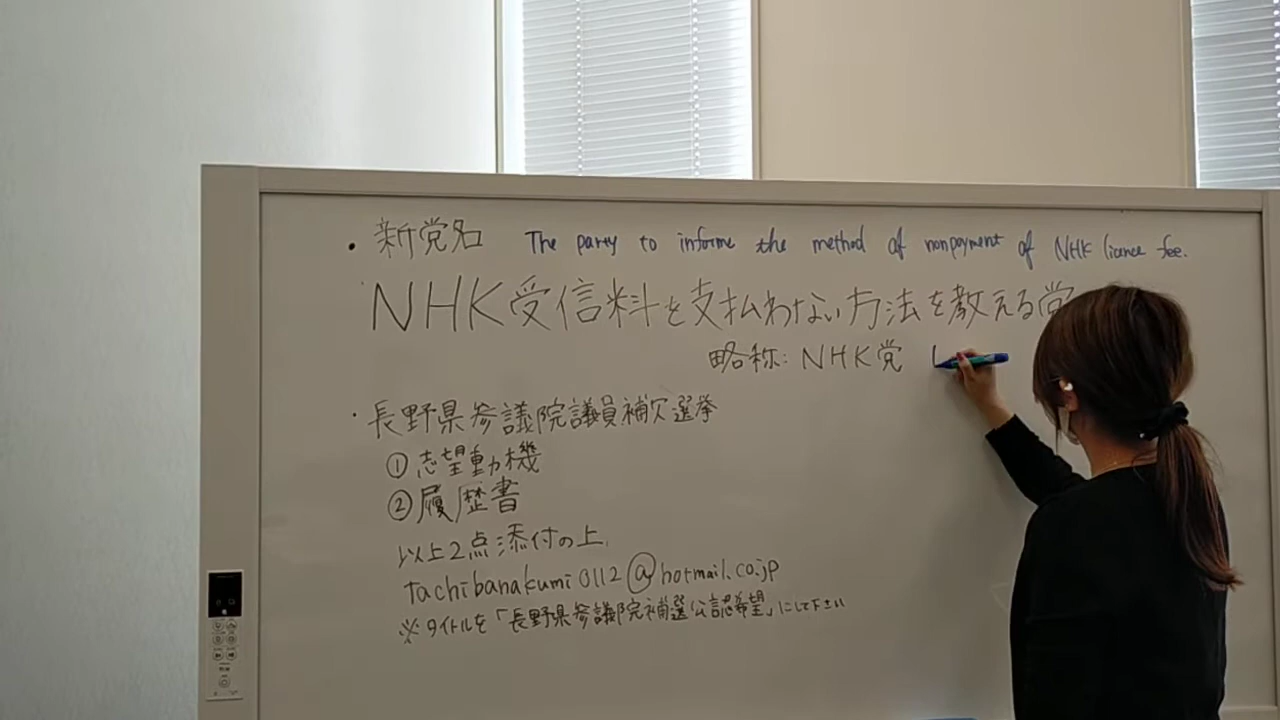 ・新党名 The party to informe the method of nonpayment of NHK licence fee.
NHK受信料を支払わない方法を教える党
略称:NHK党
・長野県参議院議員補欠選挙
①志望動機
②履歴書
以上2点添付の上、
tachibanakumi0112@hotmail.co.jp
※タイトルを「長野県参議院補選公認希望」にして下さい